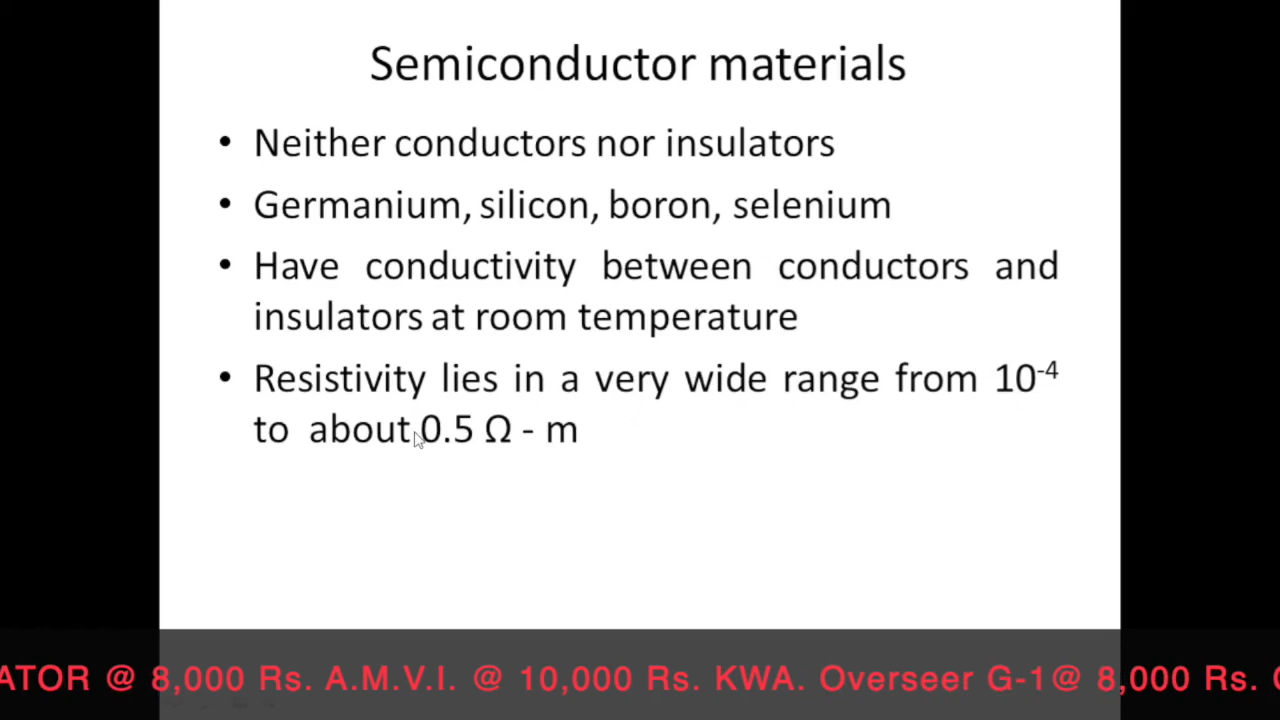 Semiconductor materials
• Neither conductors nor insulators
• Germanium, silicon, boron, selenium
• Have conductivity between conductors and
insulators at room temperature
• Resistivity lies in a very wide range from 10⁻⁴
to about 0.5 Ω - m
ATOR @ 8,000 Rs. A.M.V.I. @ 10,000 Rs. KWA. Overseer G-1@ 8,000 Rs.